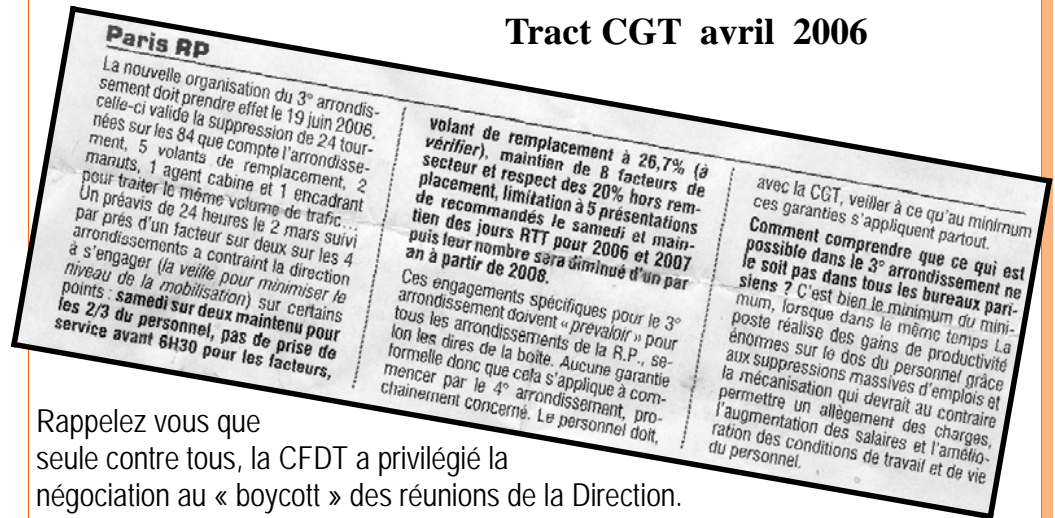 Tract CGT avril 2006
Paris RP
La nouvelle organisation du 3° arrondis-
sement doit prendre effet le 19 juin 2006,
celle-ci valide la suppression de 24 tour-
nées sur les 84 que compte l'arrondisse-
ment, 5 volants de remplacement, 2
manuts, 1 agent cabine et 1 encadrant
pour traiter le même volume de trafic...
Un préavis de 24 heures le 2 mars suivi
par prés d'un facteur sur deux sur les 4
arrondissements a contraint la direction
à s'engager (la veille pour minimiser le
niveau de la mobilisation) sur certains
points : samedi sur deux maintenu pour
les 2/3 du personnel, pas de prise de
service avant 6H30 pour les facteurs,
volant de remplacement à 26,7% (à
vérifier), maintien de 8 facteurs de
secteur et respect des 20% hors rem-
placement, limitation à 5 présentations
de recommandés le samedi et main-
tien des jours RTT pour 2006 et 2007
puis leur nombre sera diminué d'un par
an à partir de 2008.
Ces engagements spécifiques pour le 3°
arrondissement doivent « prévaloir » pour
tous les arrondissements de la R.P., se-
lon les dires de la boite. Aucune garantie
formelle donc que cela s'applique à com-
mencer par le 4° arrondissement, pro-
chainement concerné. Le personnel doit,
avec la CGT, veiller à ce qu'au minimum
ces garanties s'appliquent partout.
Comment comprendre que ce qui est
possible dans le 3° arrondissement ne
le soit pas dans tous les bureaux pari-
siens ? C'est bien le minimum du mini-
mum, lorsque dans le même temps La
poste réalise des gains de productivité
énormes sur le dos du personnel grâce
aux suppressions massives d'emplois et
la mécanisation qui devrait au contraire
permettre un allègement des charges,
l'augmentation des salaires et l'amélio-
ration des conditions de travail et de vie
du personnel.
Rappelez vous que
seule contre tous, la CFDT a privilégié la
négociation au « boycott » des réunions de la Direction.